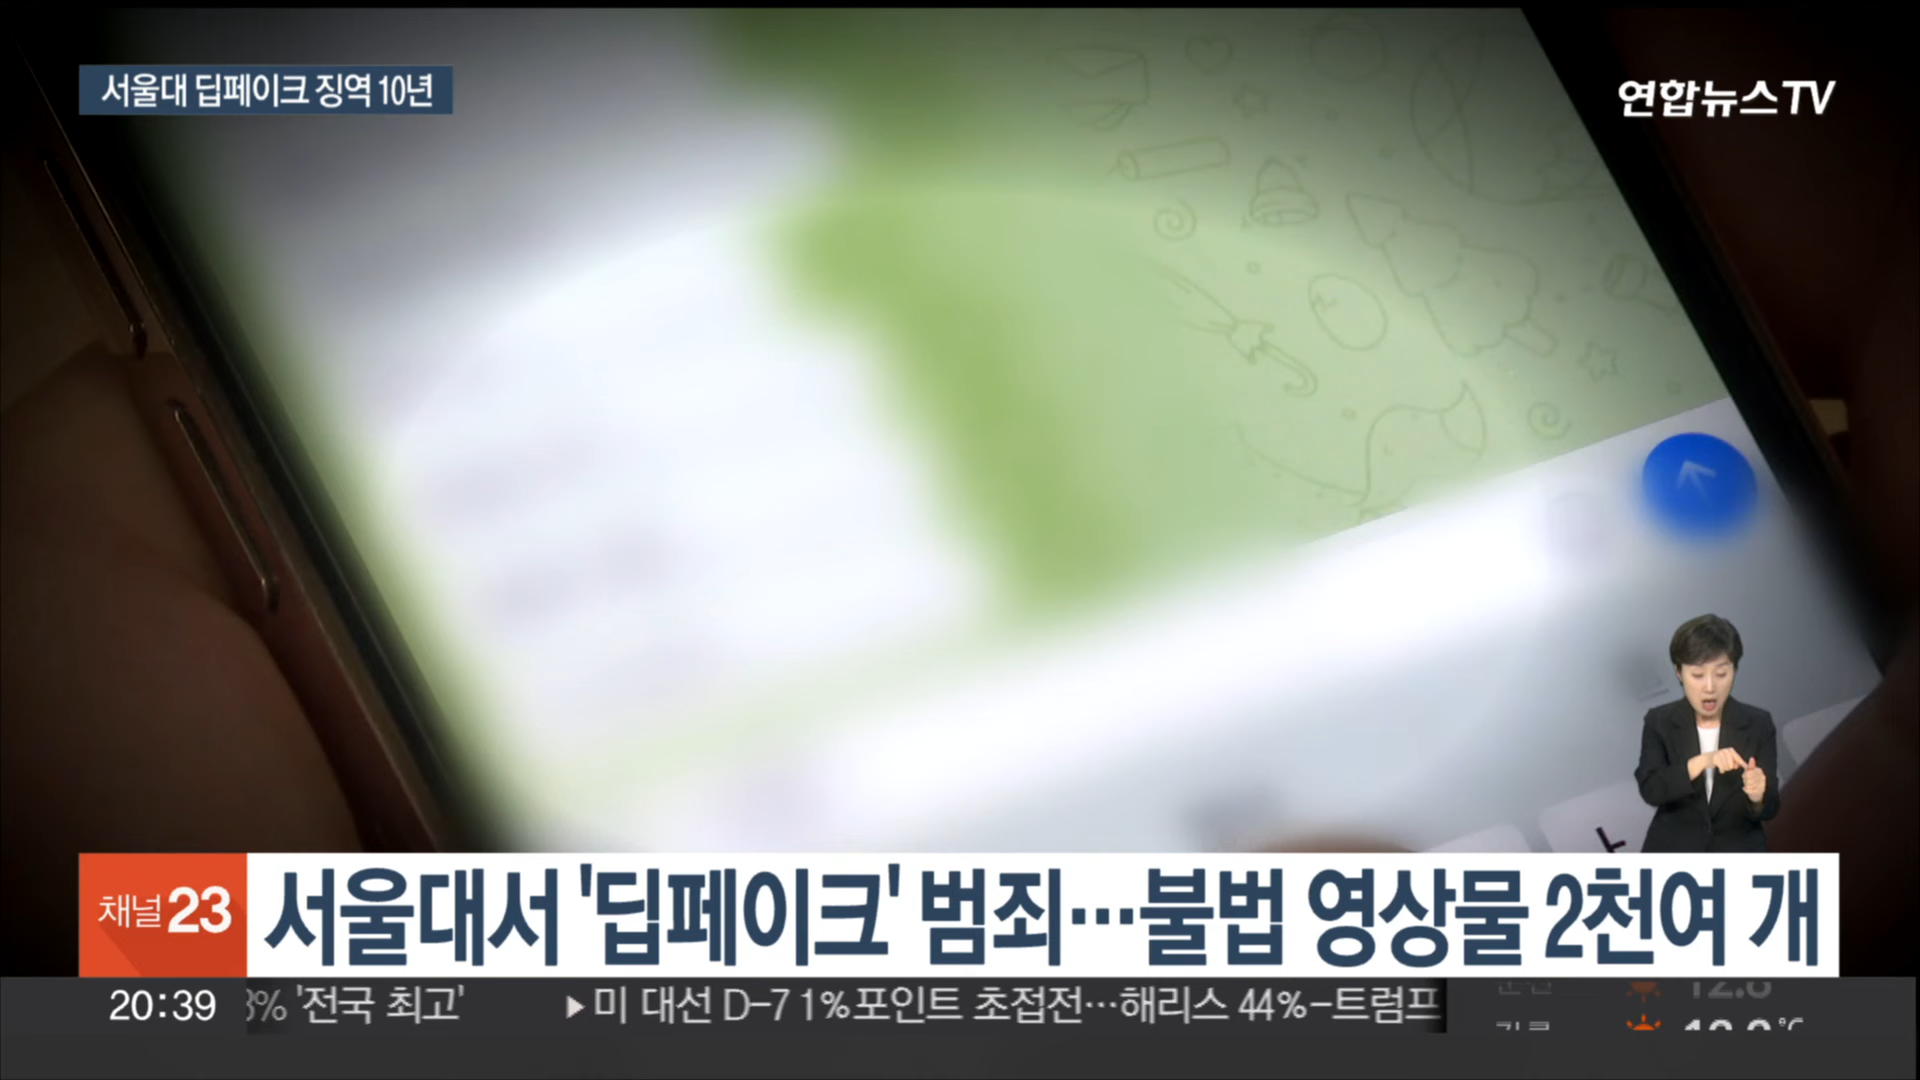 서울대 딥페이크 징역 10년
연합뉴스TV
채널 23
서울대서 '딥페이크' 범죄…불법 영상물 2천여 개
20:39
% '전국 최고' ▶미 대선 D-7 1%포인트 초접전…해리스 44%-트럼프